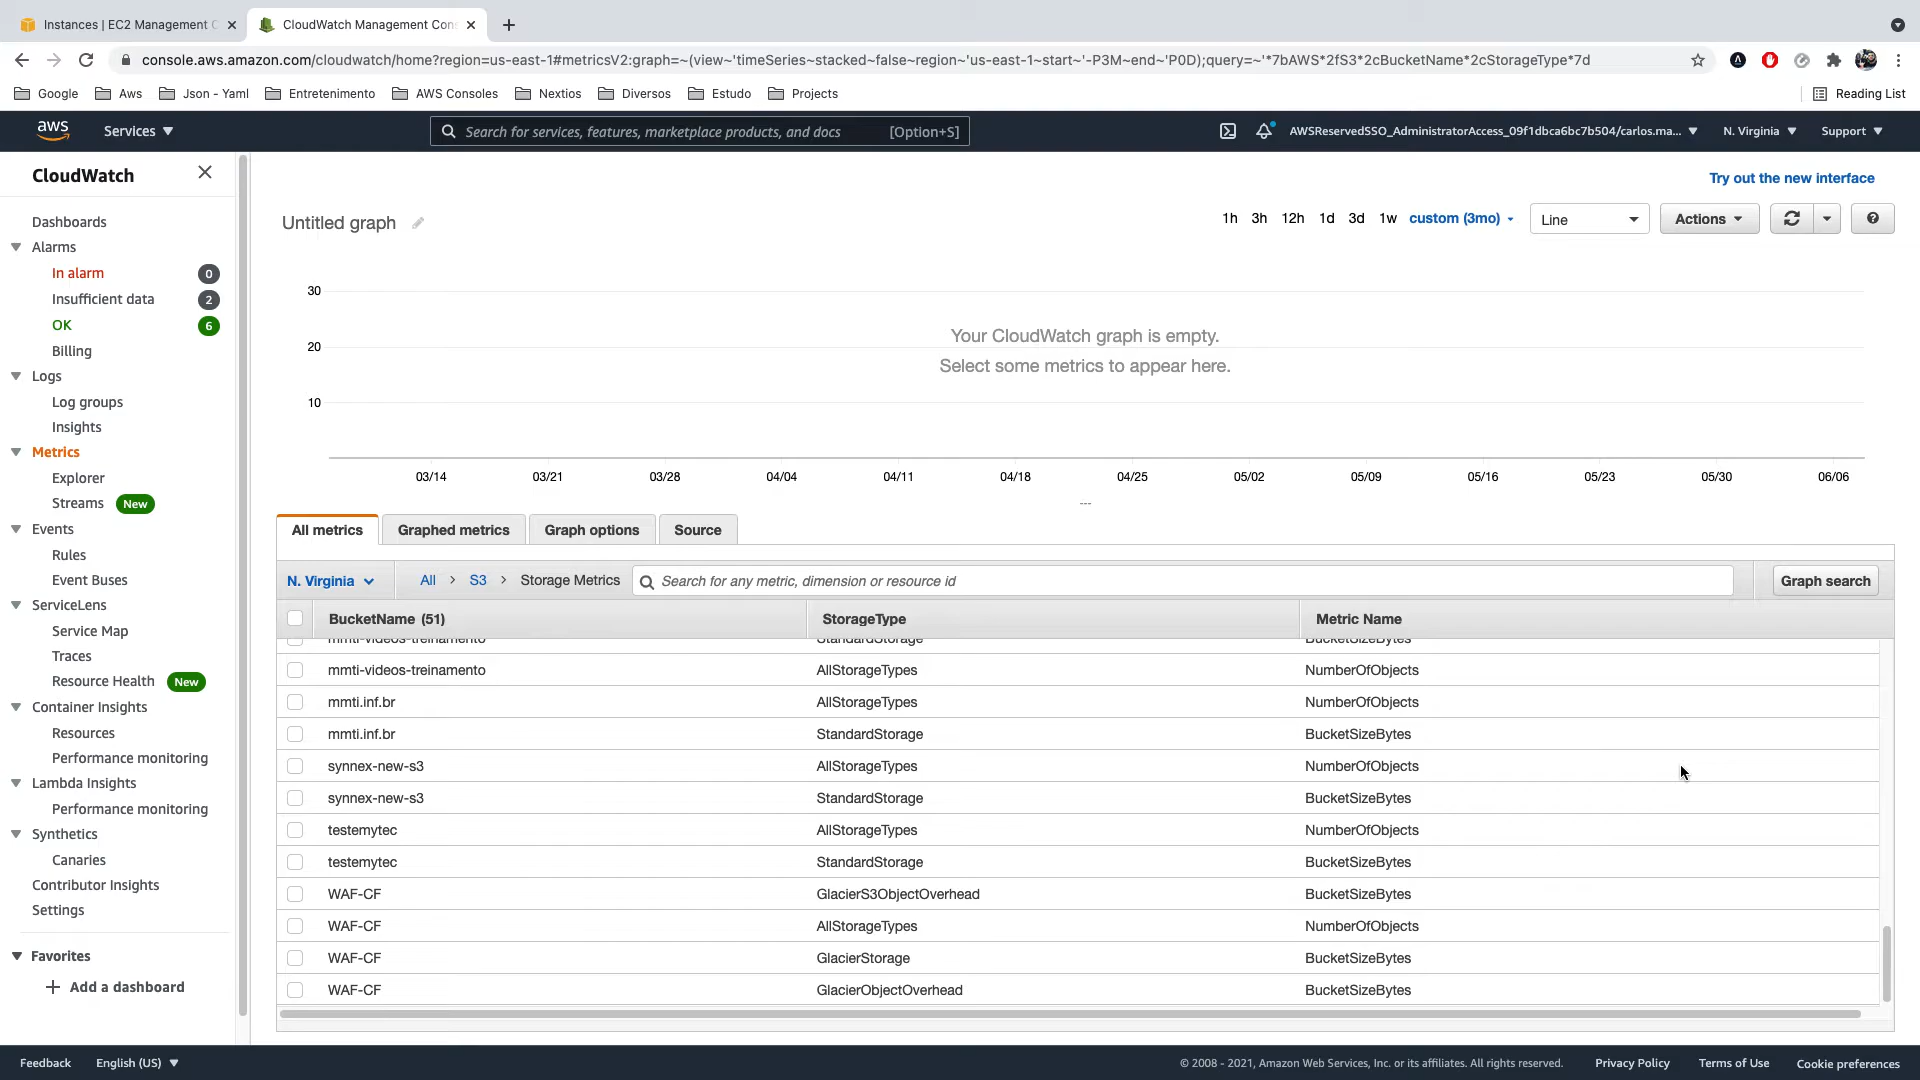 Instances | EC2 Management C
CloudWatch Management Con
console.aws.amazon.com/cloudwatch/home?region=us-east-1#metricsV2:graph=~(view~'timeSeries~stacked~false~region~'us-east-1~start~'-P3M~end~'P0D);query=~'*7bAWS*2fS3*2cBucketName*2cStorageType*7d
Google Aws Json - Yaml Entretenimento AWS Consoles Nextios Diversos Estudo Projects Reading List
aws Services Search for services, features, marketplace products, and docs [Option+S] AWSReservedSSO_AdministratorAccess_09f1dbca6bc7b504/carlos.ma... N. Virginia Support
CloudWatch
Dashboards
Alarms
In alarm 0
Insufficient data 2
OK 6
Billing
Logs
Log groups
Insights
Metrics
Explorer
Streams New
Events
Rules
Event Buses
ServiceLens
Service Map
Traces
Resource Health New
Container Insights
Resources
Performance monitoring
Lambda Insights
Performance monitoring
Synthetics
Canaries
Contributor Insights
Settings
Favorites
Add a dashboard
Try out the new interface
Untitled graph 1h 3h 12h 1d 3d 1w custom (3mo) Line Actions
30
Your CloudWatch graph is empty.
20
Select some metrics to appear here.
10
03/14 03/21 03/28 04/04 04/11 04/18 04/25 05/02 05/09 05/16 05/23 05/30 06/06
All metrics Graphed metrics Graph options Source
N. Virginia All > S3 > Storage Metrics Search for any metric, dimension or resource id Graph search
BucketName (51) StorageType Metric Name
mmti-videos-treinamento StandardStorage BucketSizeBytes
mmti-videos-treinamento AllStorageTypes NumberOfObjects
mmti.inf.br AllStorageTypes NumberOfObjects
mmti.inf.br StandardStorage BucketSizeBytes
synnex-new-s3 AllStorageTypes NumberOfObjects
synnex-new-s3 StandardStorage BucketSizeBytes
testemytec AllStorageTypes NumberOfObjects
testemytec StandardStorage BucketSizeBytes
WAF-CF GlacierS3ObjectOverhead BucketSizeBytes
WAF-CF AllStorageTypes NumberOfObjects
WAF-CF GlacierStorage BucketSizeBytes
WAF-CF GlacierObjectOverhead BucketSizeBytes
Feedback English (US) © 2008 - 2021, Amazon Web Services, Inc. or its affiliates. All rights reserved. Privacy Policy Terms of Use Cookie preferences